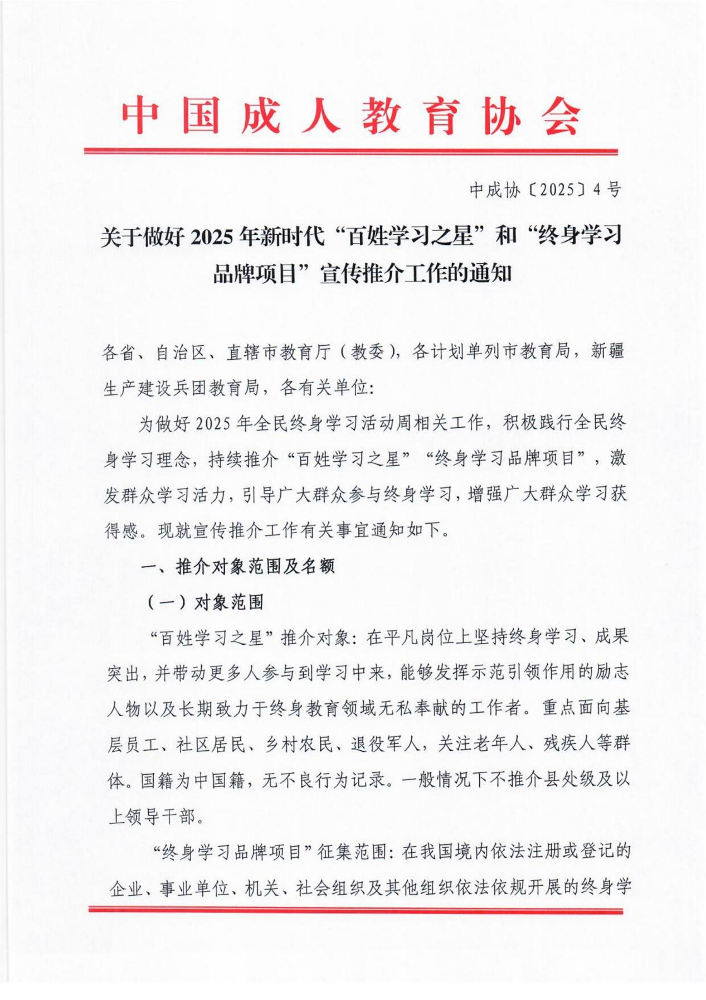 中国成人教育协会
中成协〔2025〕4号
关于做好 2025 年新时代“百姓学习之星”和“终身学习
品牌项目”宣传推介工作的通知
各省、自治区、直辖市教育厅（教委），各计划单列市教育局，新疆
生产建设兵团教育局，各有关单位：
为做好 2025 年全民终身学习活动周相关工作，积极践行全民终
身学习理念，持续推介“百姓学习之星”“终身学习品牌项目”，激
发群众学习活力，引导广大群众参与终身学习，增强广大群众学习获
得感。现就宣传推介工作有关事宜通知如下。
一、推介对象范围及名额
（一）对象范围
“百姓学习之星”推介对象：在平凡岗位上坚持终身学习、成果
突出，并带动更多人参与到学习中来，能够发挥示范引领作用的励志
人物以及长期致力于终身教育领域无私奉献的工作者。重点面向基
层员工、社区居民、乡村农民、退役军人，关注老年人、残疾人等群
体。国籍为中国籍，无不良行为记录。一般情况下不推介县处级及以
上领导干部。
“终身学习品牌项目”征集范围：在我国境内依法注册或登记的
企业、事业单位、机关、社会组织及其他组织依法依规开展的终身学